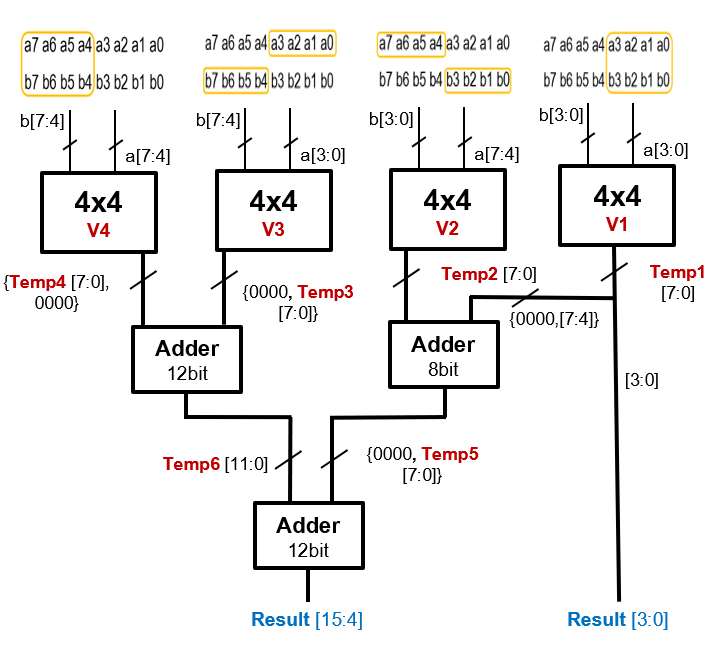 a7 a6 a5 a4 a3 a2 a1 a0
b7 b6 b5 b4 b3 b2 b1 b0
a7 a6 a5 a4 a3 a2 a1 a0
b7 b6 b5 b4 b3 b2 b1 b0
a7 a6 a5 a4 a3 a2 a1 a0
b7 b6 b5 b4 b3 b2 b1 b0
a7 a6 a5 a4 a3 a2 a1 a0
b7 b6 b5 b4 b3 b2 b1 b0
b[7:4]
a[7:4]
b[7:4]
a[3:0]
b[3:0]
a[7:4]
b[3:0]
a[3:0]
4x4
V4
4x4
V3
4x4
V2
4x4
V1
{Temp4 [7:0],
0000}
{0000, Temp3
[7:0]}
Temp2 [7:0]
Temp1
[7:0]
{0000,[7:4]}
Adder
12bit
Adder
8bit
[3:0]
Temp6 [11:0]
{0000, Temp5
[7:0]}
Adder
12bit
Result [15:4]
Result [3:0]